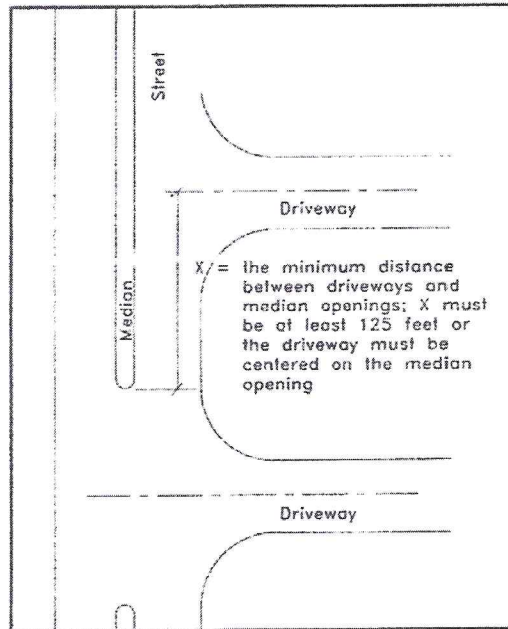 Street
Driveway
Median
X = the minimum distance
between driveways and
median openings; X must
be at least 125 feet or
the driveway must be
centered on the median
opening
Driveway